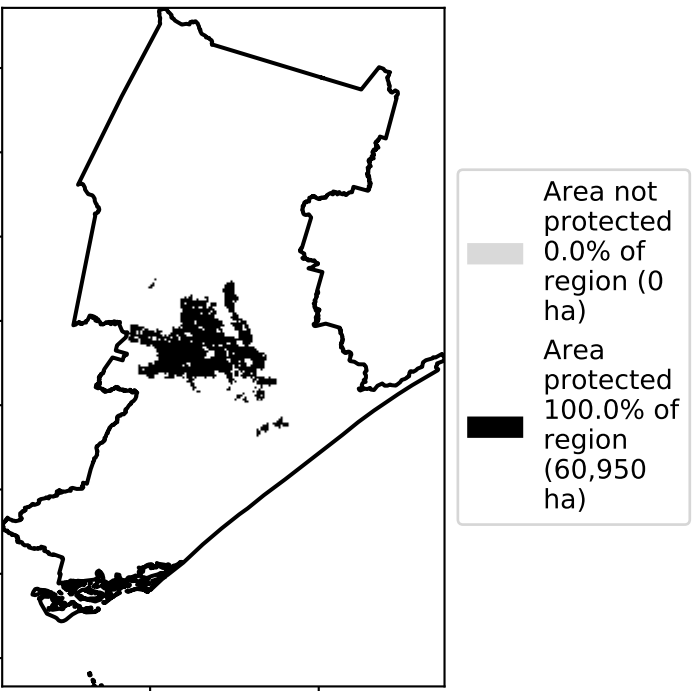 Area not
protected
0.0% of
region (0
ha)
Area
protected
100.0% of
region
(60,950
ha)